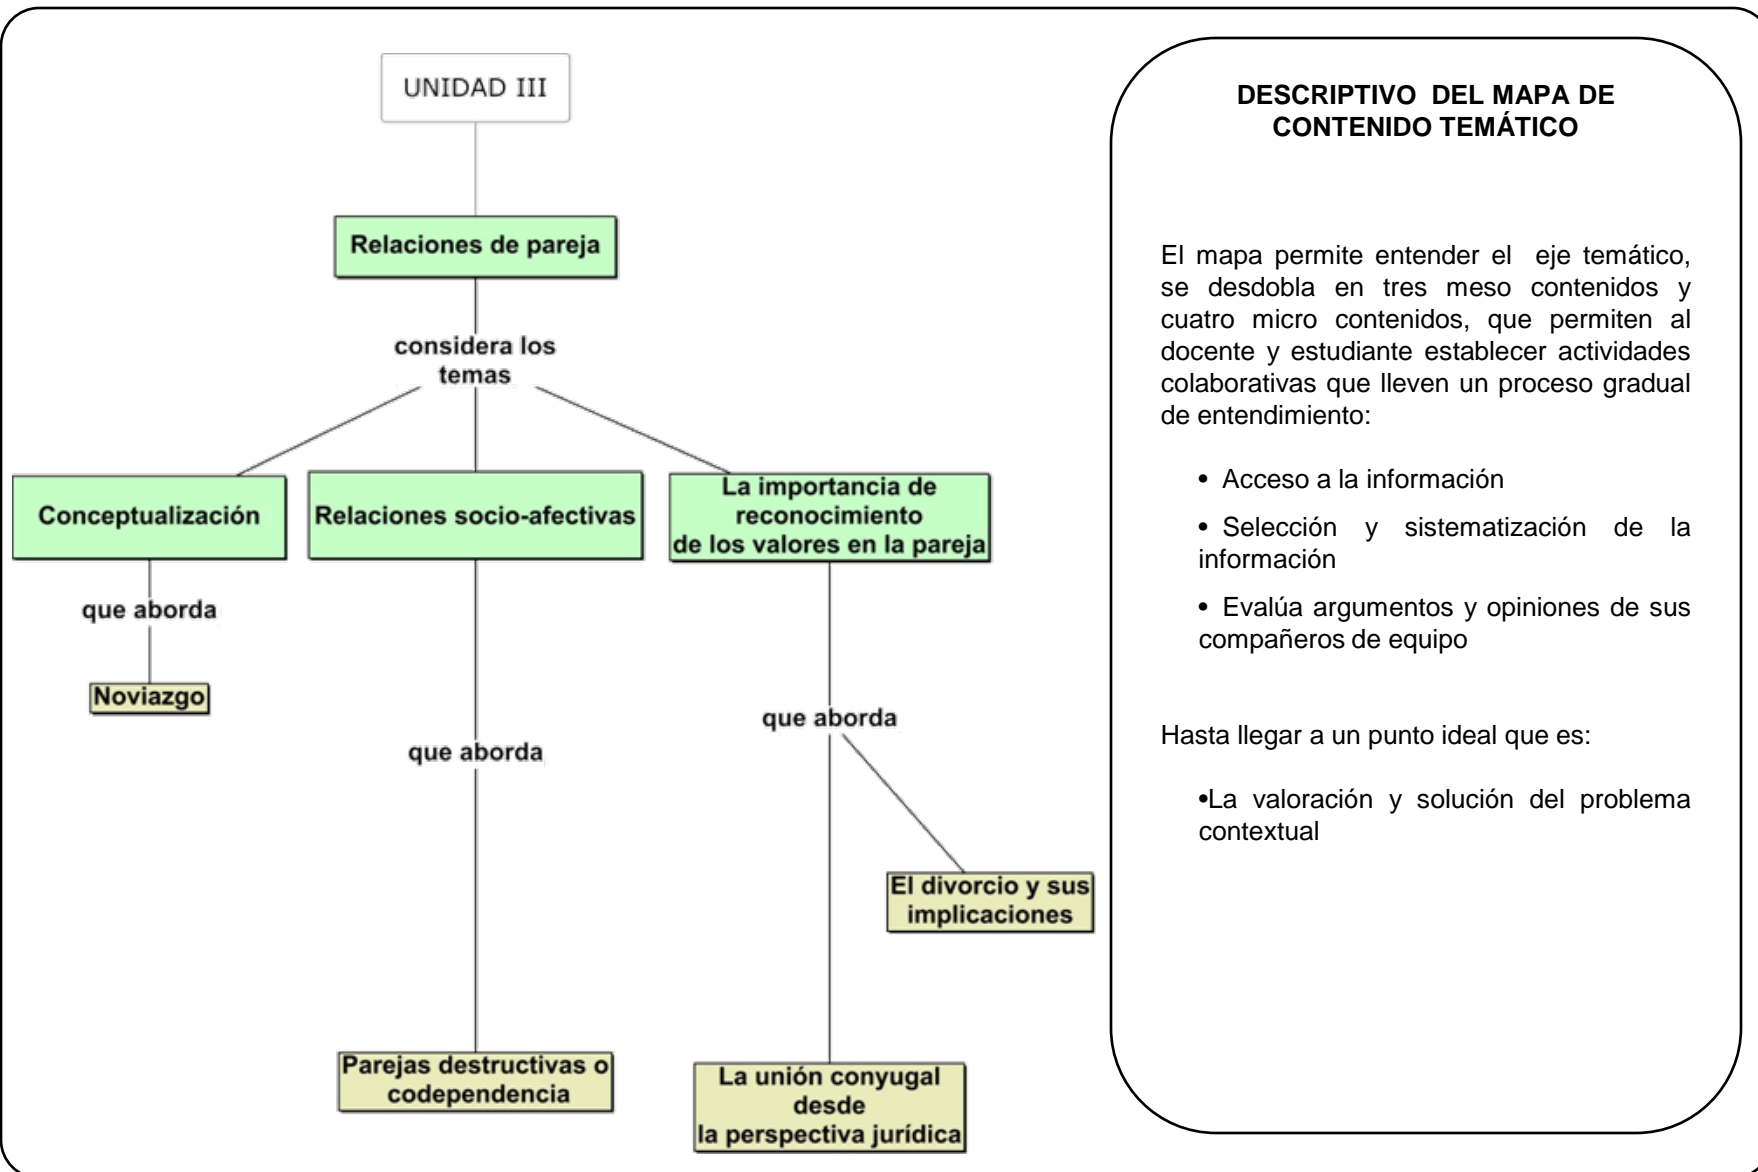 UNIDAD III
Relaciones de pareja
considera los
temas
Conceptualización
Relaciones socio-afectivas
La importancia de
reconocimiento
de los valores en la pareja
que aborda
Noviazgo
que aborda
que aborda
El divorcio y sus
implicaciones
Parejas destructivas o
codependencia
La unión conyugal
desde
la perspectiva jurídica
DESCRIPTIVO DEL MAPA DE
CONTENIDO TEMÁTICO
El mapa permite entender el eje temático,
se desdobla en tres meso contenidos y
cuatro micro contenidos, que permiten al
docente y estudiante establecer actividades
colaborativas que lleven un proceso gradual
de entendimiento:
• Acceso a la información
• Selección y sistematización de la
información
• Evalúa argumentos y opiniones de sus
compañeros de equipo
Hasta llegar a un punto ideal que es:
•La valoración y solución del problema
contextual